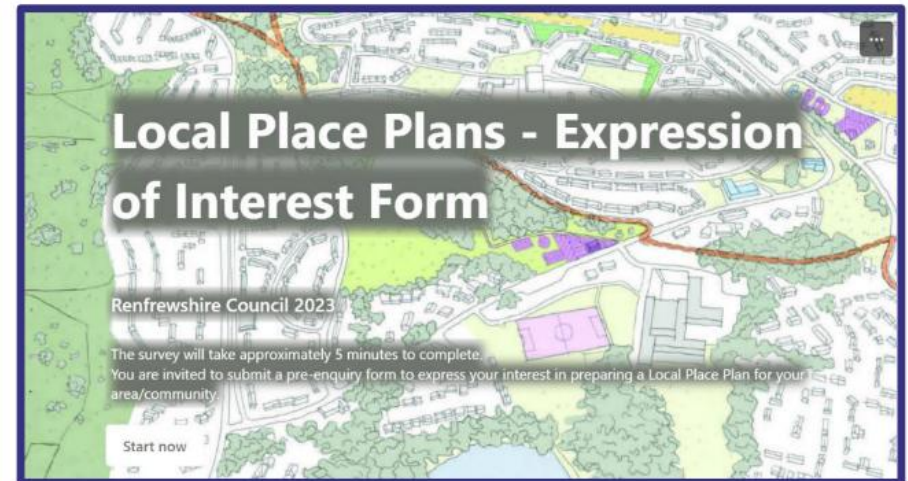 Local Place Plans - Expression
of Interest Form
Renfrewshire Council 2023
The survey will take approximately 5 minutes to complete.
You are invited to submit a pre-enquiry form to express your interest in preparing a Local Place Plan for your
area/community.
Start now